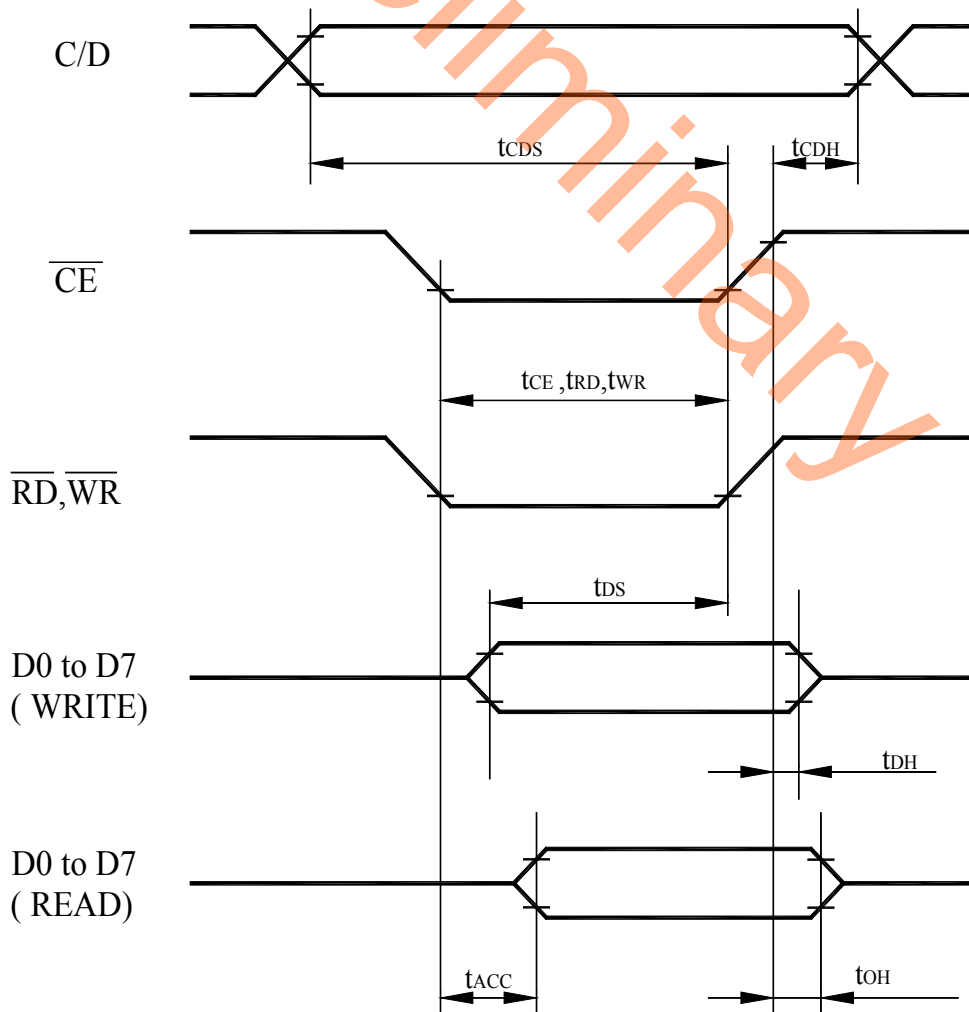 C/D
tCDS
tCDH
CE
tCE ,tRD,tWR
RD,WR
tDS
D0 to D7
( WRITE)
tDH
D0 to D7
( READ)
tACC
tOH
liminary